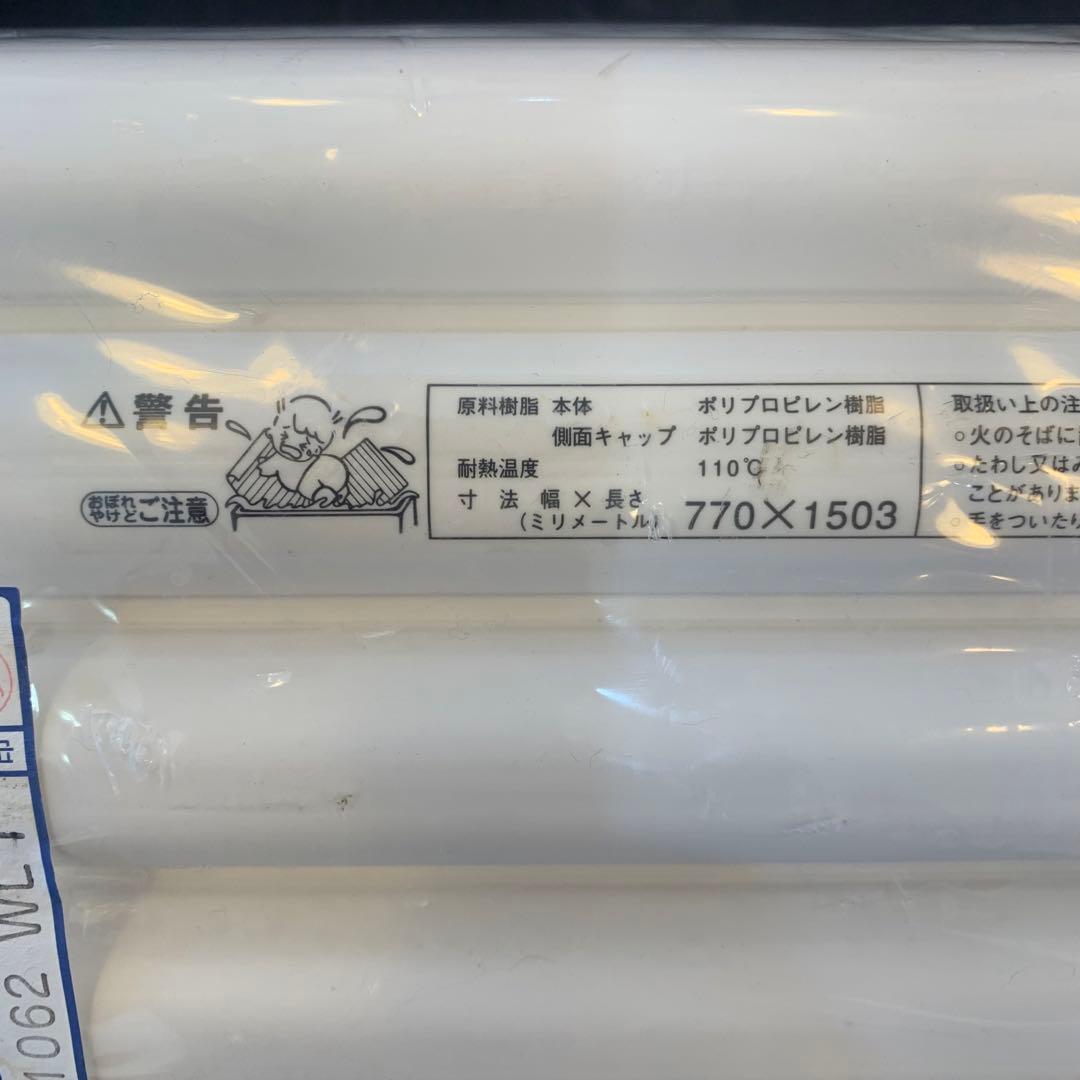 警告
おぼれ
やけど
ご注意
原料樹脂 本体 ポリプロピレン樹脂
側面キャップ ポリプロピレン樹脂
耐熱温度 110℃
寸 法 幅 × 長さ
(ミリメートル) 770×1503
取扱い上の注
○火のそばに
○たわし又はみ
ことがありま
○手をついたり
印
1062 WL